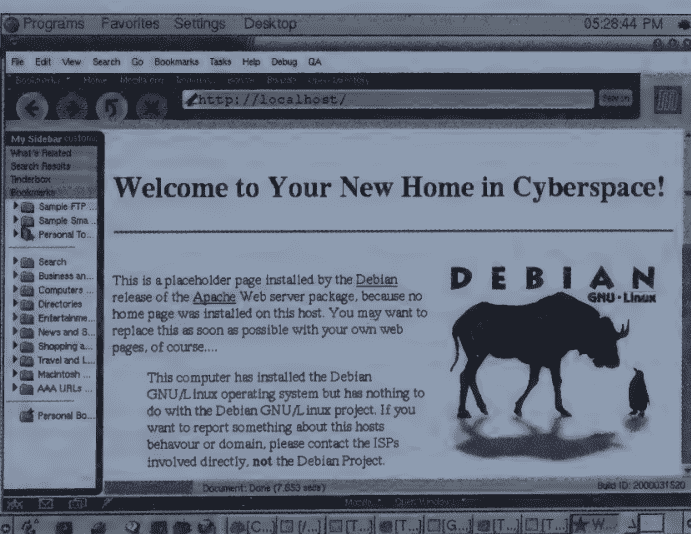 Programs Favorites Settings Desktop 05:28:44 PM
File Edit View Search Go Bookmarks Tasks Help Debug QA
http://localhost/
Search
My Sidebar
What's Related
Search Results
Tinderbox
Bookmarks
Sample FTP ...
Sample Sma...
Personal To...
Search
Business an...
Computers ...
Directories
Entertainme...
News and S...
Shopping a...
Travel and L...
Macintosh ...
AAA URLs ...
Personal Bo...
Welcome to Your New Home in Cyberspace!
This is a placeholder page installed by the Debian
release of the Apache Web server package, because no
home page was installed on this host. You may want to
replace this as soon as possible with your own web
pages, of course....
DEBIAN
GNU·Linux
This computer has installed the Debian
GNU/Linux operating system but has nothing to
do with the Debian GNU/Linux project. If you
want to report something about this hosts
behavour or domain, please contact the ISPs
involved directly, not the Debian Project.
Document: Done (7.653 secs)
Build ID: 2000031520
[C...] [/...] [T...] [T...] [G...] [T...] [T...] W...